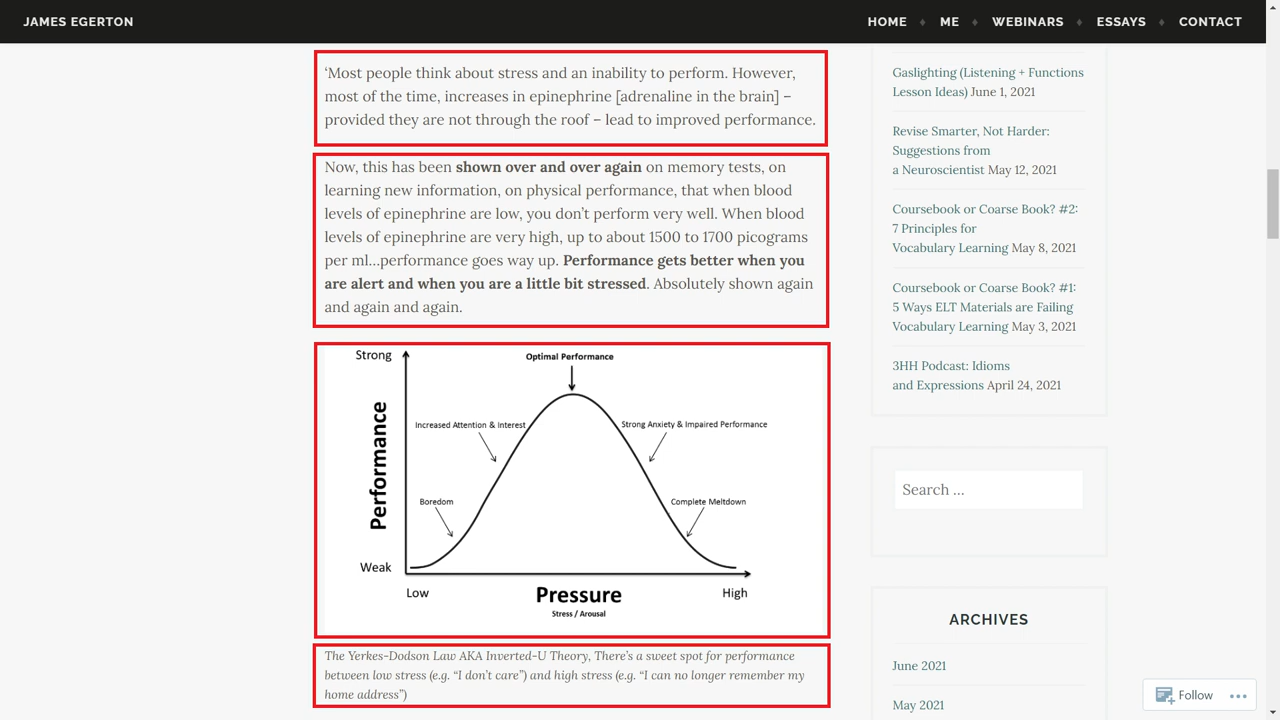 JAMES EGERTON
HOME ♦ ME ♦ WEBINARS ♦ ESSAYS ♦ CONTACT
‘Most people think about stress and an inability to perform. However,
most of the time, increases in epinephrine [adrenaline in the brain] –
provided they are not through the roof – lead to improved performance.
Now, this has been shown over and over again on memory tests, on
learning new information, on physical performance, that when blood
levels of epinephrine are low, you don’t perform very well. When blood
levels of epinephrine are very high, up to about 1500 to 1700 picograms
per ml…performance goes way up. Performance gets better when you
are alert and when you are a little bit stressed. Absolutely shown again
and again and again.
Strong
Optimal Performance
Increased Attention & Interest
Strong Anxiety & Impaired Performance
Performance
Boredom
Complete Meltdown
Weak
Low
Pressure
High
Stress / Arousal
The Yerkes-Dodson Law AKA Inverted-U Theory, There’s a sweet spot for performance
between low stress (e.g. “I don’t care”) and high stress (e.g. “I can no longer remember my
home address”)
Gaslighting (Listening + Functions
Lesson Ideas) June 1, 2021
Revise Smarter, Not Harder:
Suggestions from
a Neuroscientist May 12, 2021
Coursebook or Coarse Book? #2:
7 Principles for
Vocabulary Learning May 8, 2021
Coursebook or Coarse Book? #1:
5 Ways ELT Materials are Failing
Vocabulary Learning May 3, 2021
3HH Podcast: Idioms
and Expressions April 24, 2021
Search …
ARCHIVES
June 2021
May 2021
Follow